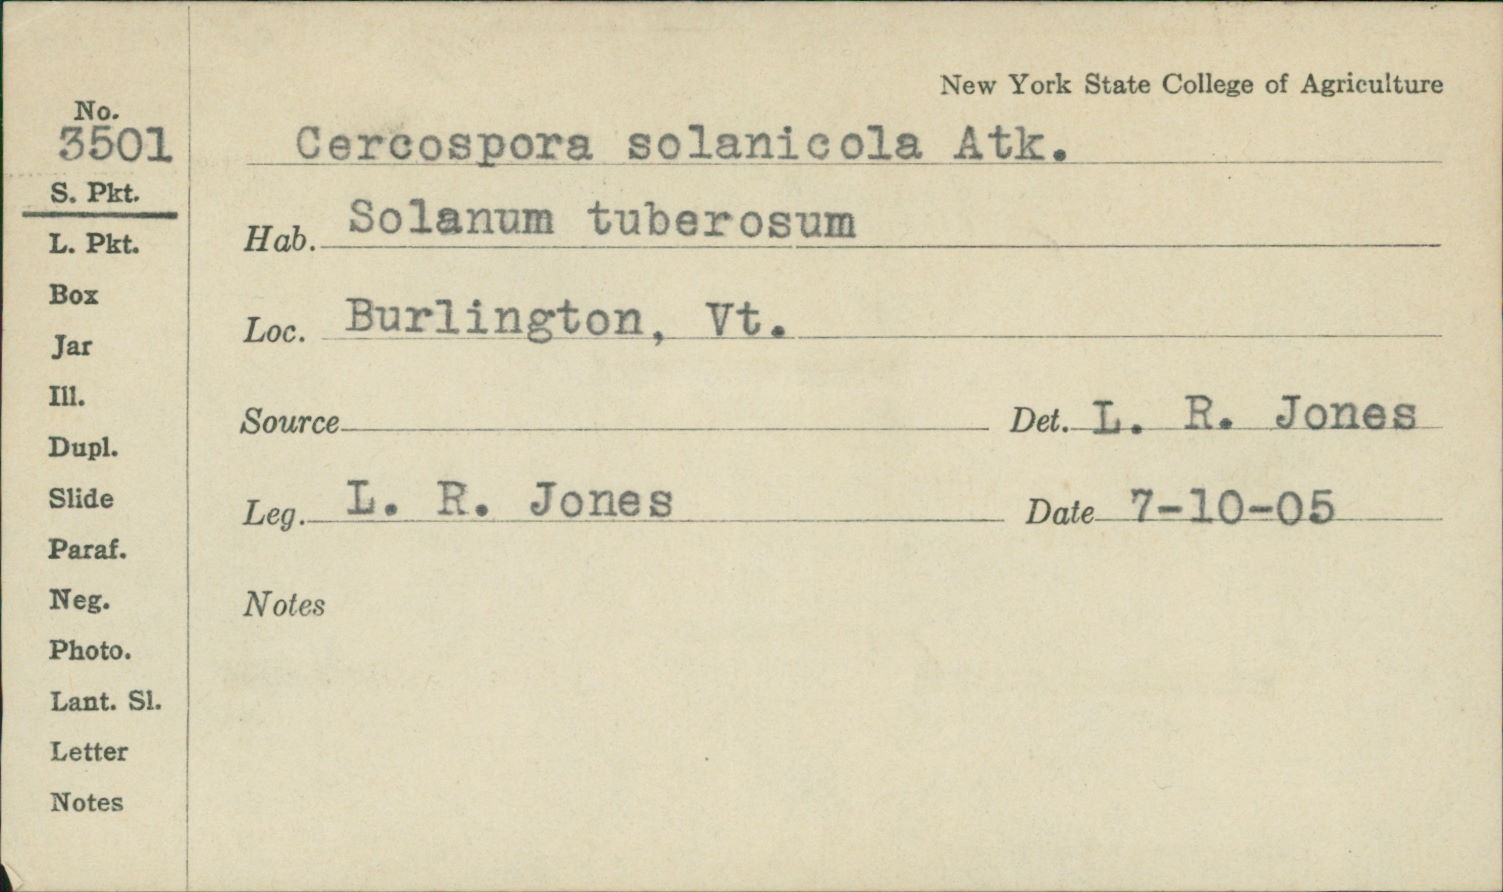 New York State College of Agriculture
No.
3501
Cercospora solanicola Atk.
S. Pkt.
L. Pkt.
Box
Jar
Ill.
Dupl.
Slide
Paraf.
Neg.
Photo.
Lant. Sl.
Letter
Notes
Hab. Solanum tuberosum
Loc. Burlington, Vt.
Source Det. L. R. Jones
Leg. L. R. Jones Date 7-10-05
Notes